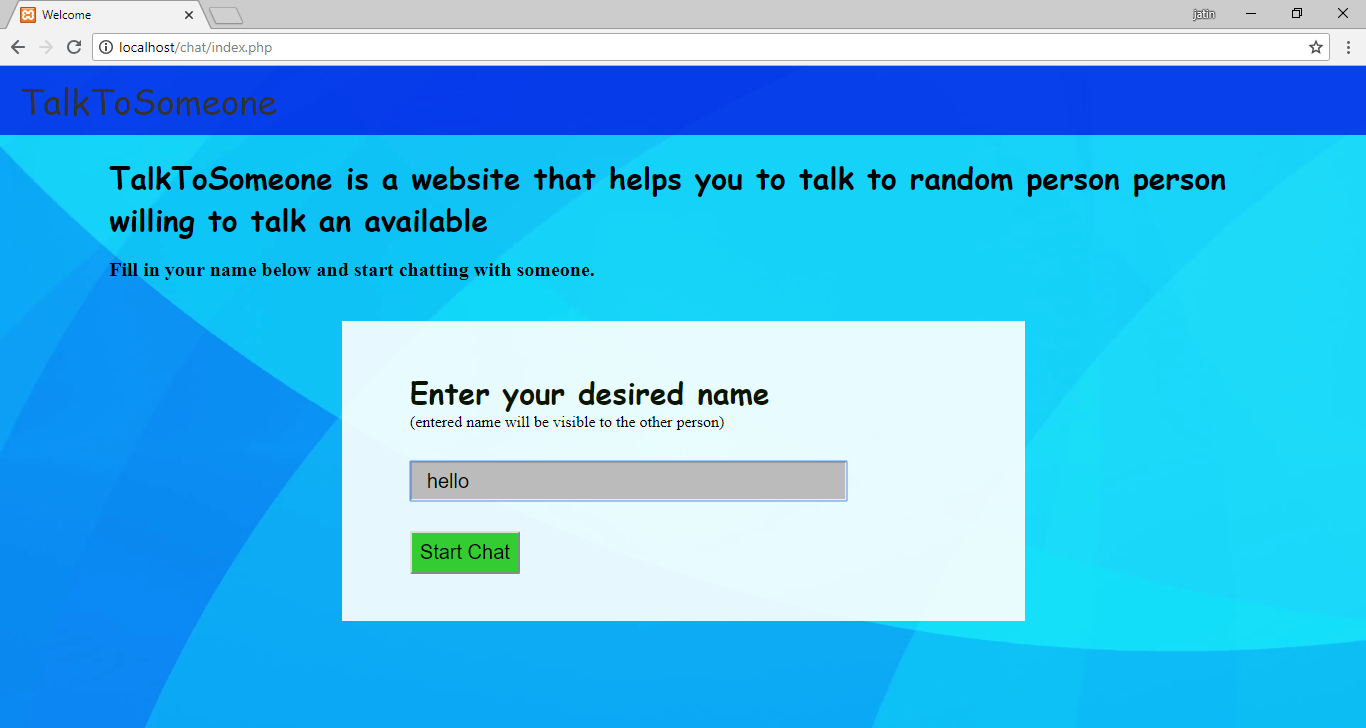 Welcome
jatin
localhost/chat/index.php
TalkToSomeone
TalkToSomeone is a website that helps you to talk to random person person
willing to talk an available
Fill in your name below and start chatting with someone.
Enter your desired name
(entered name will be visible to the other person)
hello
Start Chat